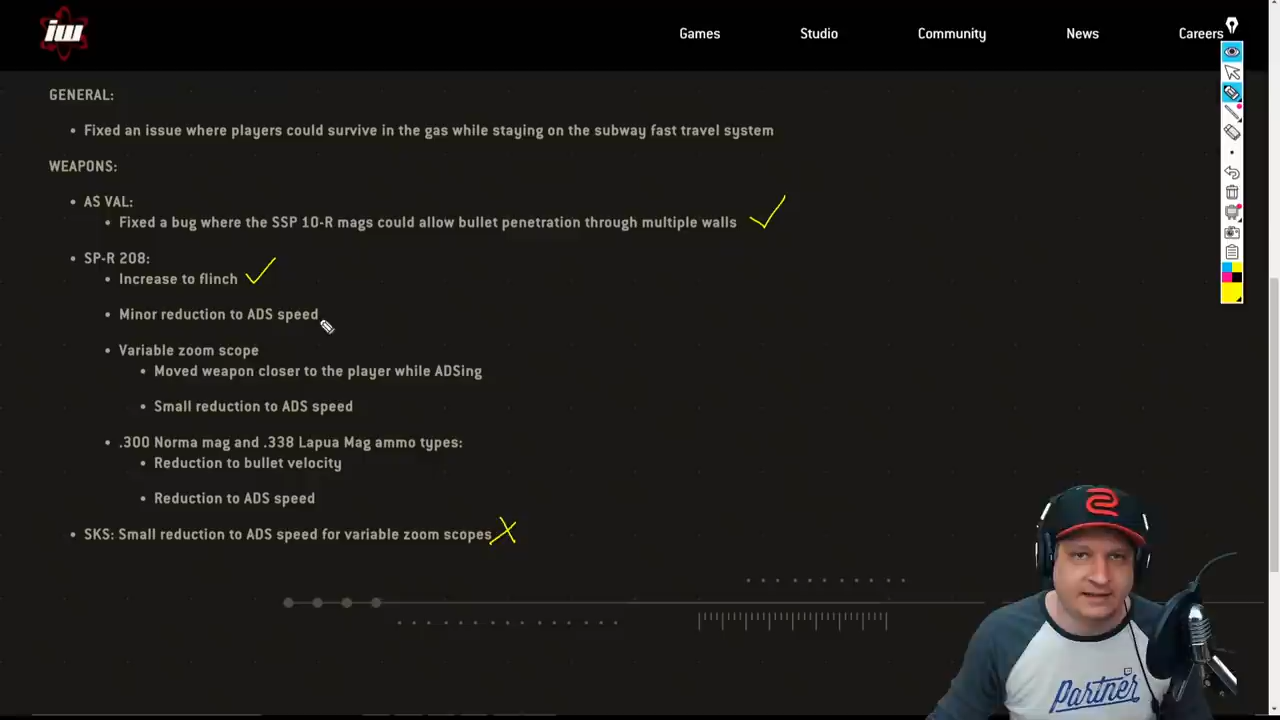 iw
Games Studio Community News Careers
GENERAL:
• Fixed an issue where players could survive in the gas while staying on the subway fast travel system
WEAPONS:
• AS VAL:
• Fixed a bug where the SSP 10-R mags could allow bullet penetration through multiple walls
• SP-R 208:
• Increase to flinch
• Minor reduction to ADS speed
• Variable zoom scope
• Moved weapon closer to the player while ADSing
• Small reduction to ADS speed
• .300 Norma mag and .338 Lapua Mag ammo types:
• Reduction to bullet velocity
• Reduction to ADS speed
• SKS: Small reduction to ADS speed for variable zoom scopes
Partner